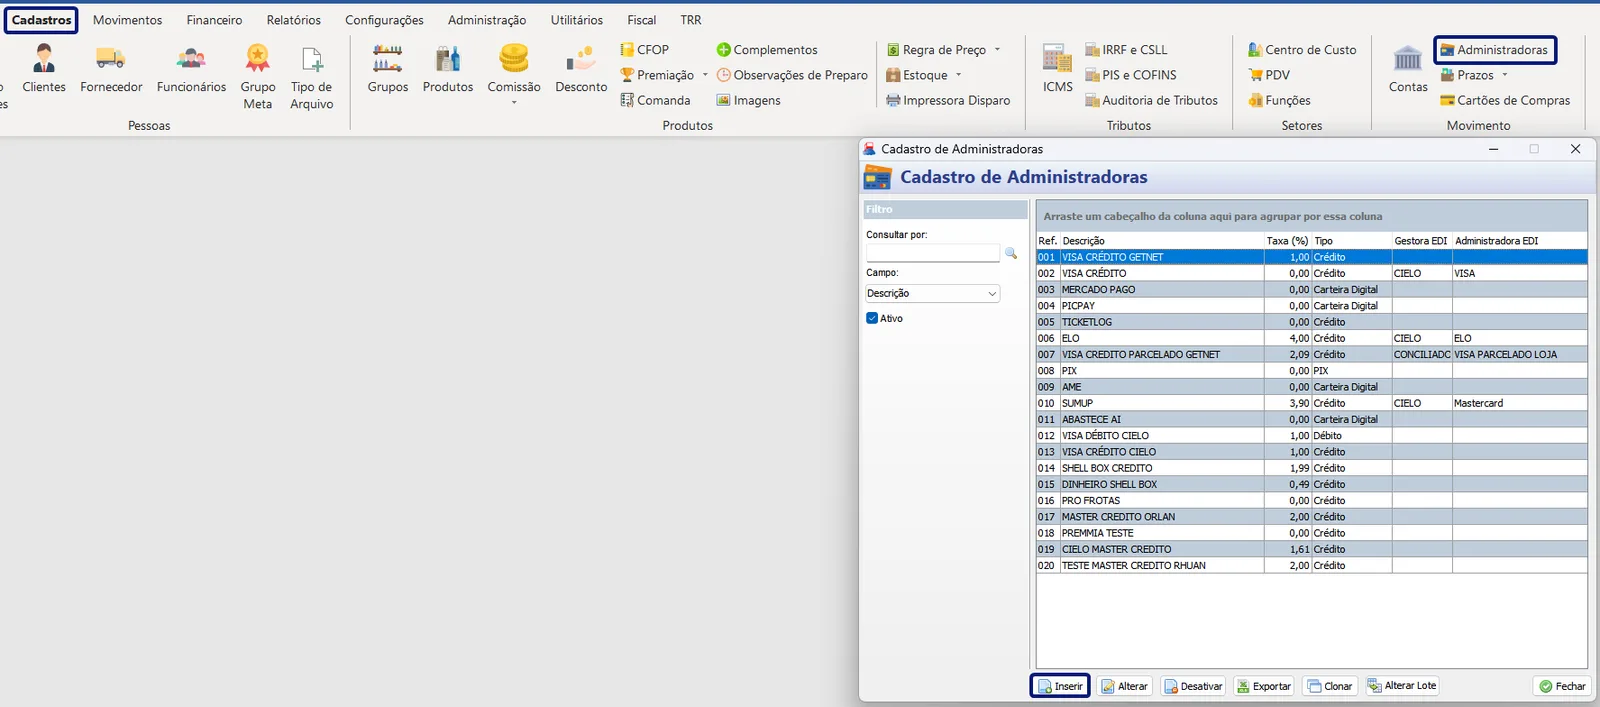 Cadastros Movimentos Financeiro Relatórios Configurações Administração Utilitários Fiscal TRR
Clientes Fornecedor Funcionários Grupo Meta Tipo de Arquivo
Pessoas
Grupos Produtos Comissão Desconto
CFOP Complementos
Premiação Observações de Preparo
Comanda Imagens
Regra de Preço
Estoque
Impressora Disparo
Produtos
ICMS
IRRF e CSLL
PIS e COFINS
Auditoria de Tributos
Tributos
Centro de Custo
PDV
Funções
Setores
Contas
Administradoras
Prazos
Cartões de Compras
Movimento
Cadastro de Administradoras
Cadastro de Administradoras
Filtro
Consultar por:
Campo:
Descrição
Ativo
Arraste um cabeçalho da coluna aqui para agrupar por essa coluna
Ref. Descrição Taxa (%) Tipo Gestora EDI Administradora EDI
001 VISA CRÉDITO GETNET 1,00 Crédito
002 VISA CRÉDITO 0,00 Crédito CIELO VISA
003 MERCADO PAGO 0,00 Carteira Digital
004 PICPAY 0,00 Carteira Digital
005 TICKETLOG 0,00 Crédito
006 ELO 4,00 Crédito CIELO ELO
007 VISA CREDITO PARCELADO GETNET 2,09 Crédito CONCILIADO VISA PARCELADO LOJA
008 PIX 0,00 PIX
009 AME 0,00 Carteira Digital
010 SUMUP 3,90 Crédito CIELO Mastercard
011 ABASTECE AI 0,00 Carteira Digital
012 VISA DÉBITO CIELO 1,00 Débito
013 VISA CRÉDITO CIELO 1,00 Crédito
014 SHELL BOX CREDITO 1,99 Crédito
015 DINHEIRO SHELL BOX 0,49 Crédito
016 PRO FROTAS 0,00 Crédito
017 MASTER CREDITO ORLAN 2,00 Crédito
018 PREMMIA TESTE 0,00 Crédito
019 CIELO MASTER CREDITO 1,61 Crédito
020 TESTE MASTER CREDITO RHUAN 2,00 Crédito
Inserir Alterar Desativar Exportar Clonar Alterar Lote Fechar